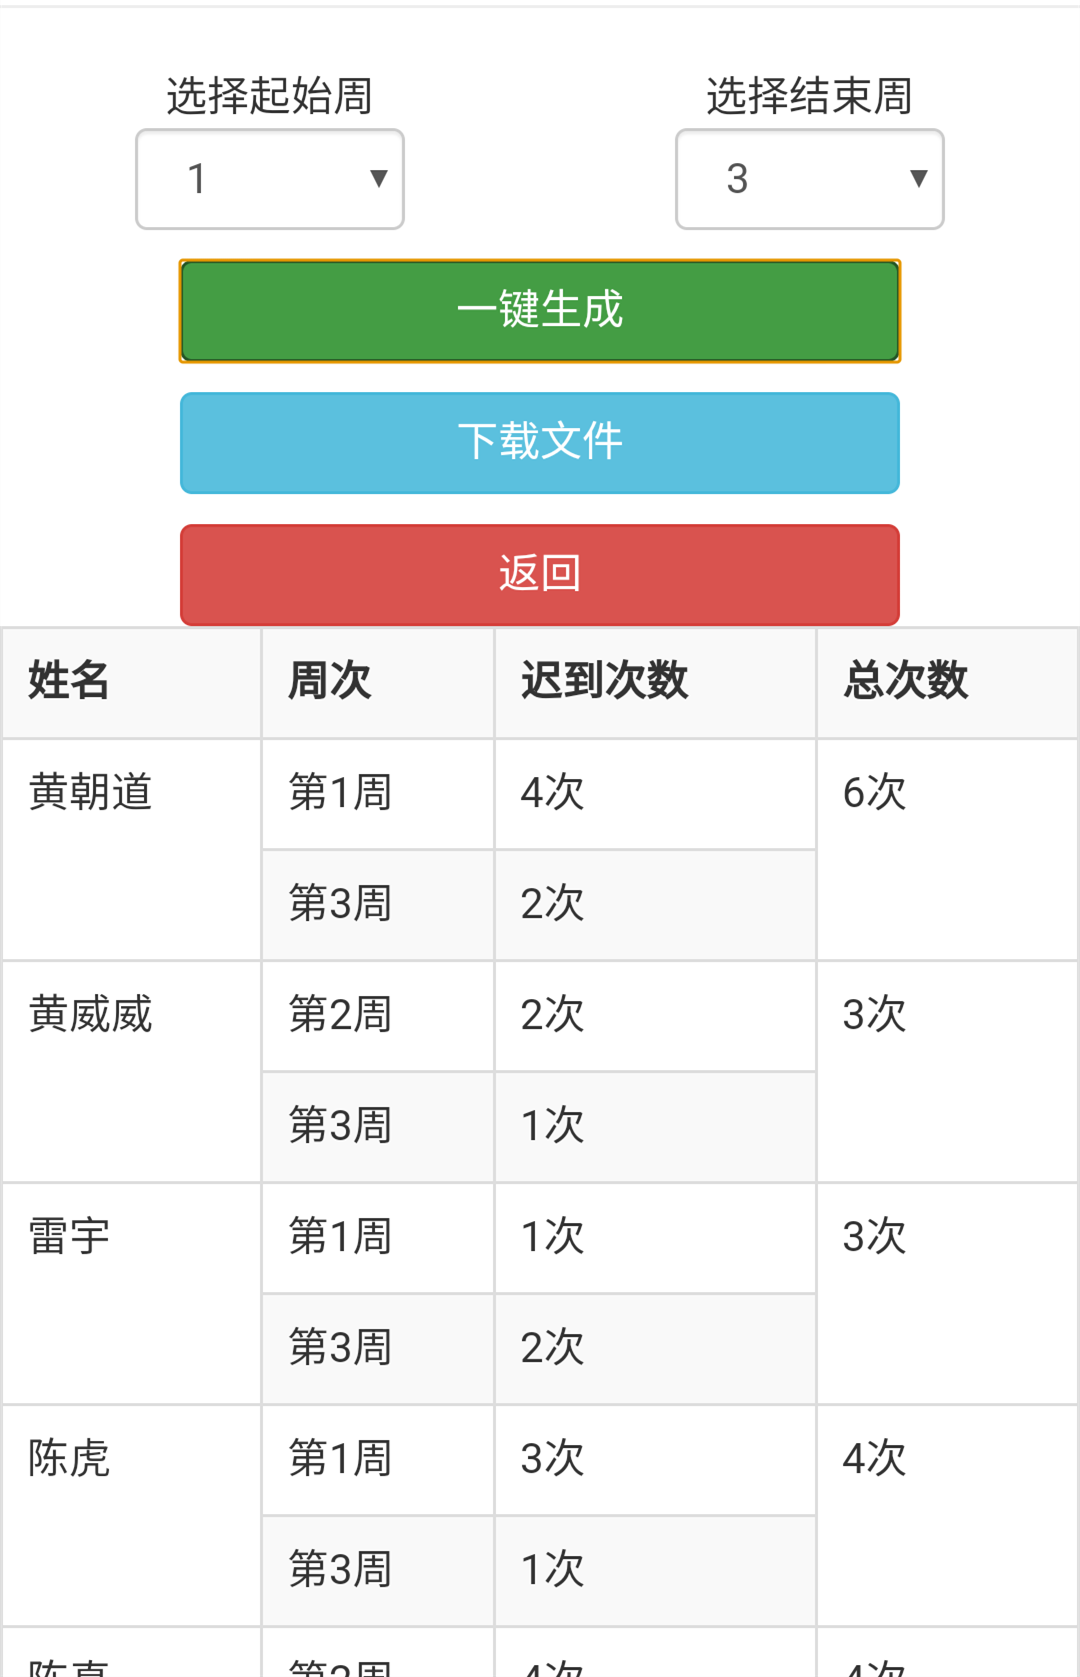 选择起始周 选择结束周
1 ▼ 3 ▼
一键生成
下载文件
返回
姓名 周次 迟到次数 总次数
黄朝道 第1周 4次 6次
第3周 2次
黄威威 第2周 2次 3次
第3周 1次
雷宇 第1周 1次 3次
第3周 2次
陈虎 第1周 3次 4次
第3周 1次